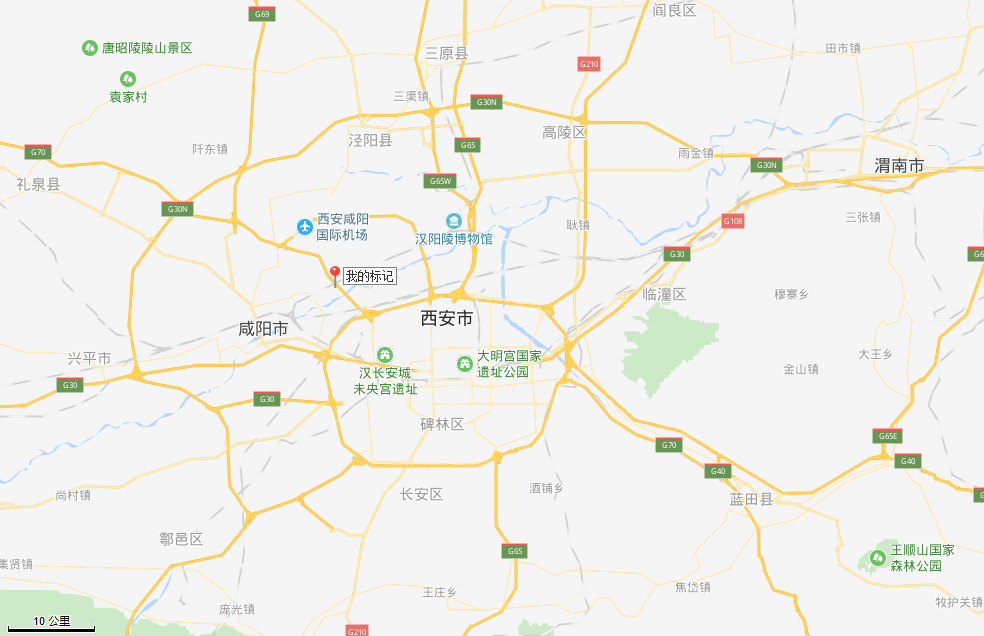 G69
阎良区
唐昭陵陵山景区
三原县
田市镇
G210
袁家村
三渠镇
G30N
高陵区
泾阳县
G65
G70
阡东镇
雨金镇
G30N
渭南市
礼泉县
G65W
G30N
西安咸阳
国际机场
汉阳陵博物馆
耿镇
G108
三张镇
G30
我的标记
临潼区
穆寨乡
西安市
咸阳市
兴平市
大明宫国家
遗址公园
大王乡
汉长安城
未央宫遗址
金山镇
G30
G30
碑林区
G70
G65E
G40
G40
尚村镇
长安区
酒铺乡
蓝田县
鄠邑区
G65
王顺山国家
森林公园
集贤镇
王庄乡
焦岱镇
庞光镇
牧护关镇
10 公里
G210